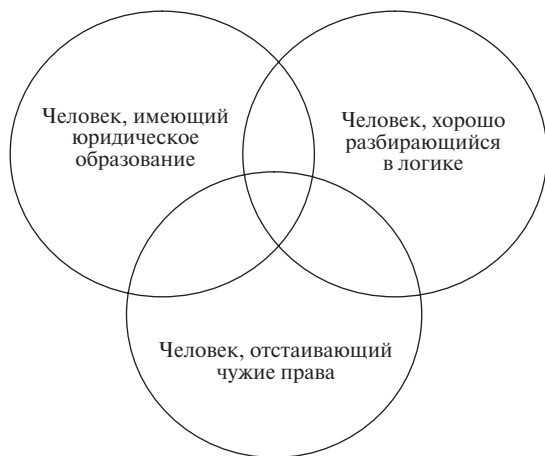 Человек, имеющий
юридическое
образование
Человек, хорошо
разбирающийся
в логике
Человек, отстаивающий
чужие права